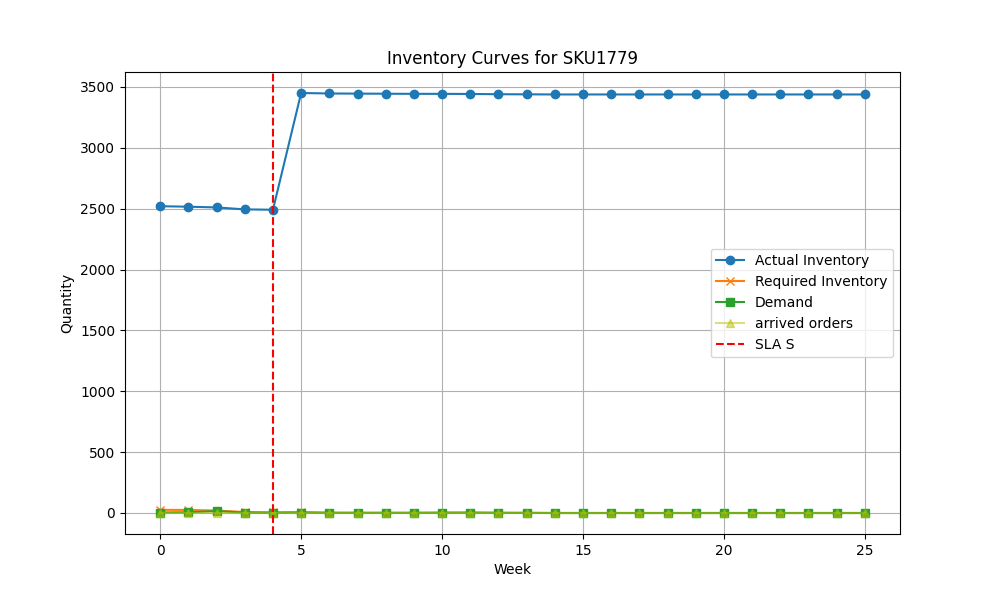 Inventory Curves for SKU1779
3500
3000
2500
2000
1500
1000
500
0
Quantity
Actual Inventory
Required Inventory
Demand
arrived orders
SLA S
0 5 10 15 20 25
Week